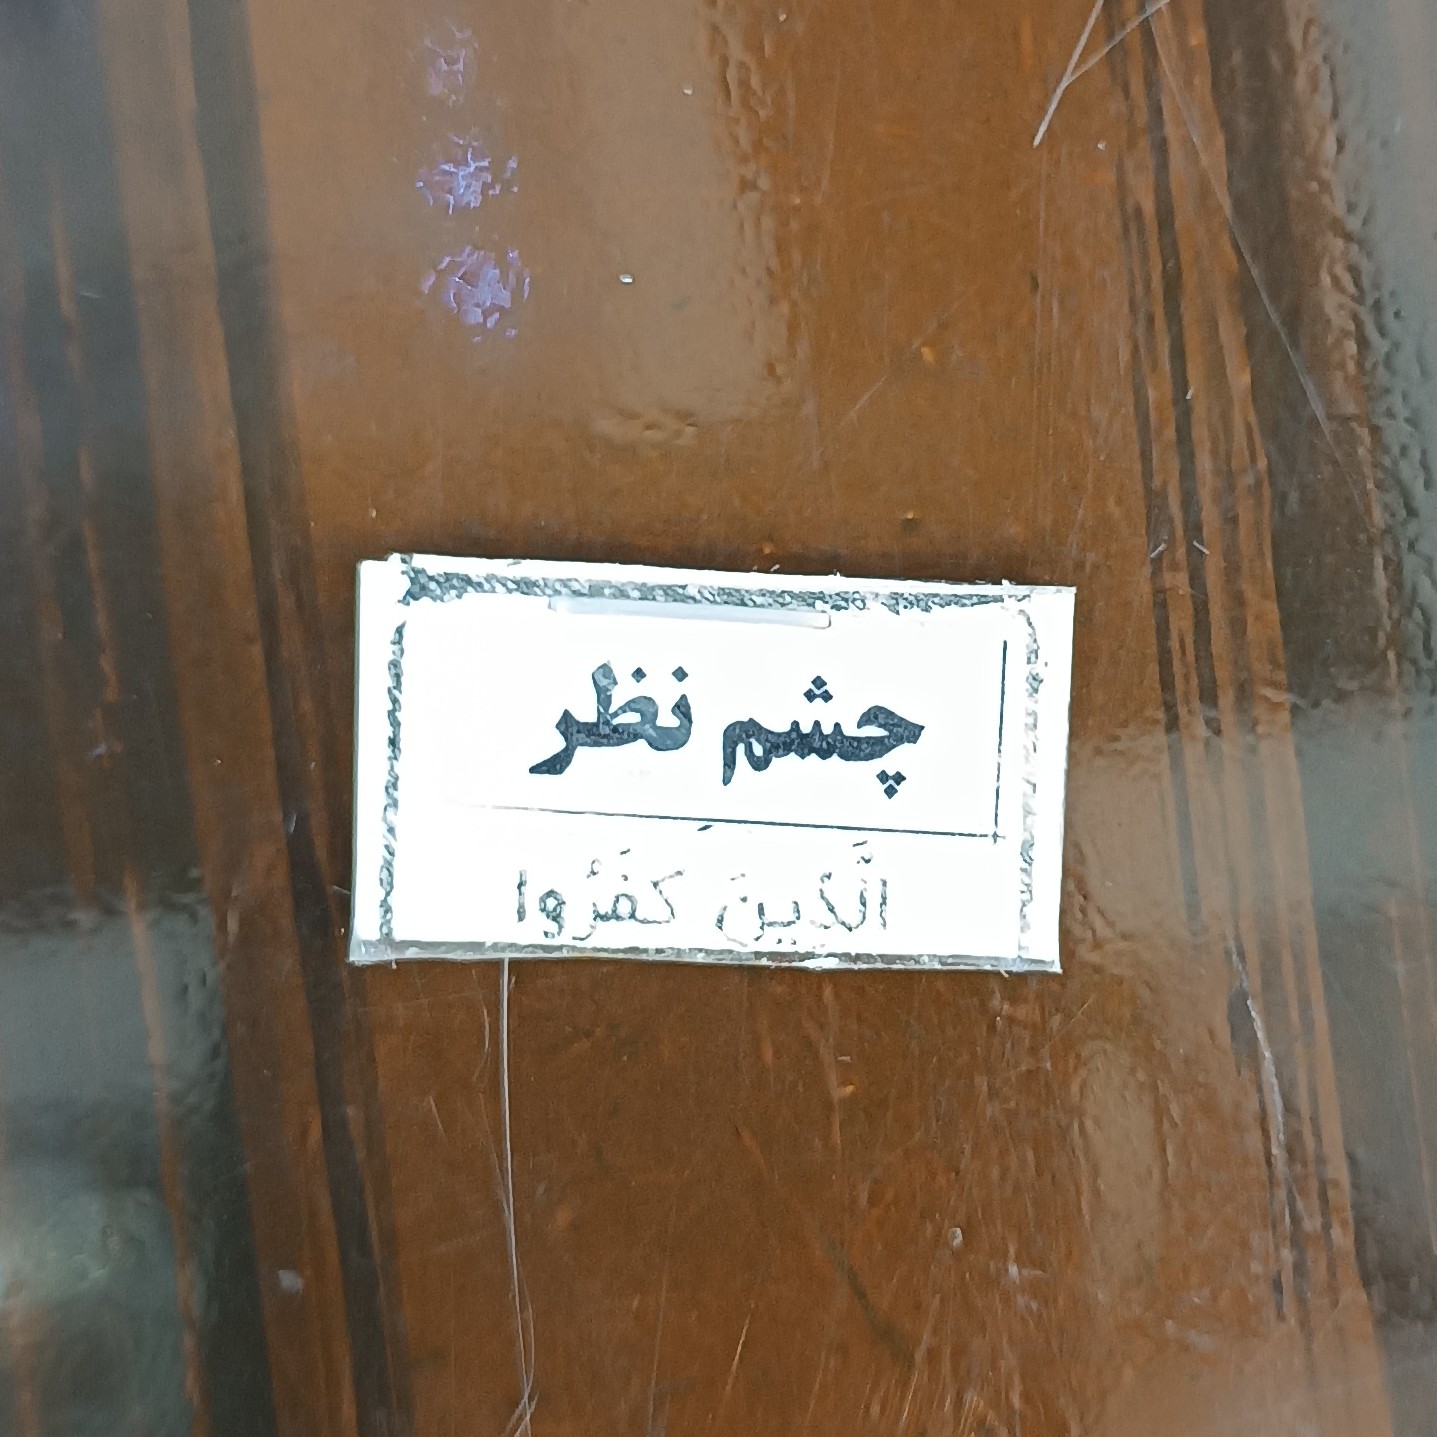 چشم نظر
الَّذِينَ كَفَرُوا